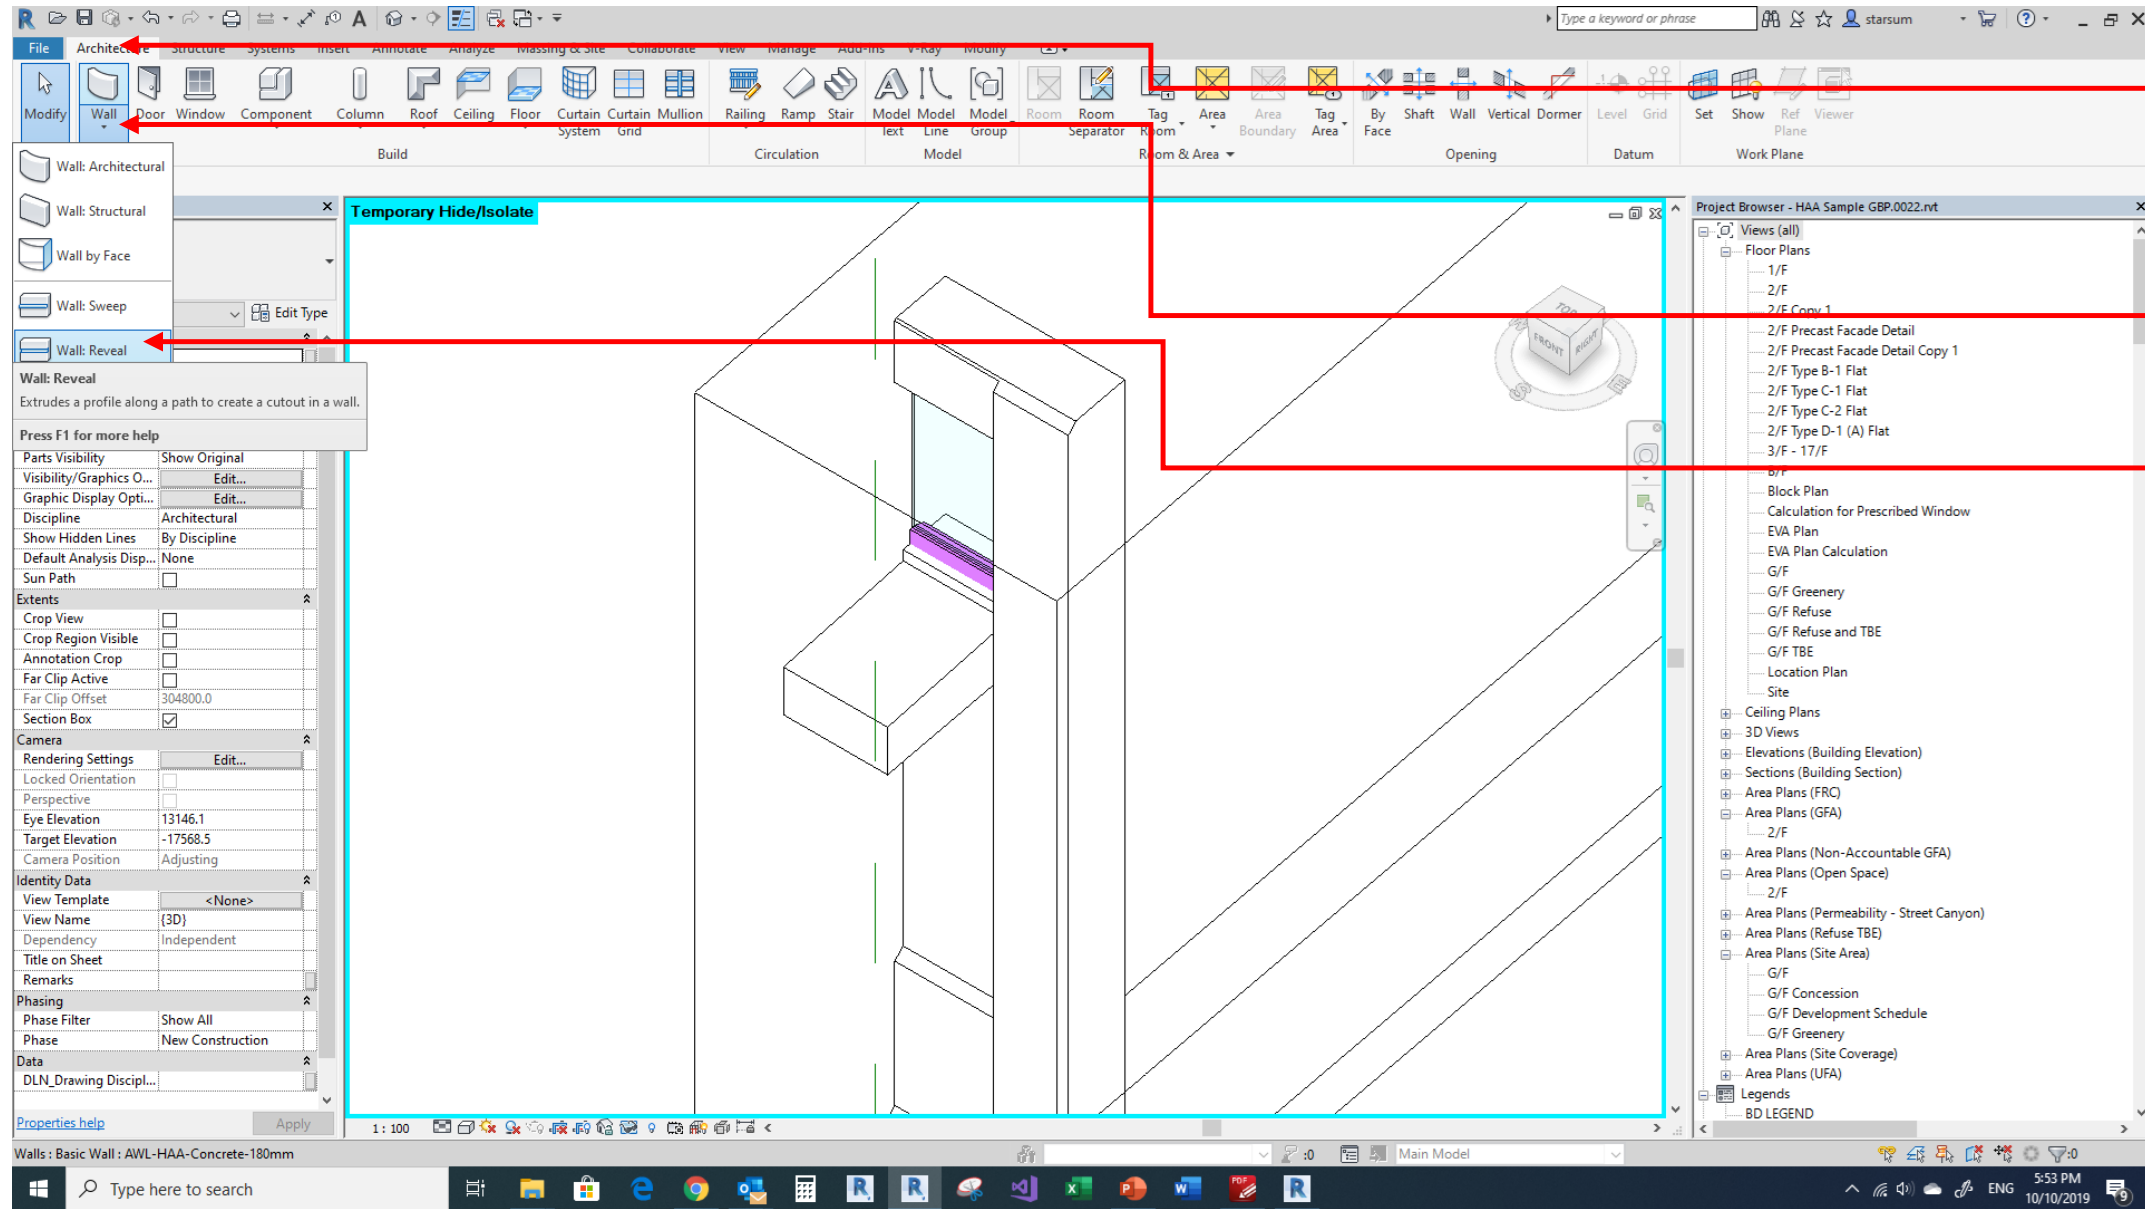 Type a keyword or phrase
starsum
File Architecture Structure Systems Insert Annotate Analyze Massing & Site Collaborate View Manage Add-Ins V-Ray Modify
Modify Wall Door Window Component Column Roof Ceiling Floor Curtain System Curtain Grid Mullion Railing Ramp Stair Model Text Model Line Model Group Room Room Separator Tag Room Area Area Boundary Tag Area By Face Shaft Wall Vertical Dormer Level Grid Set Show Ref Plane Viewer
Build Circulation Model Room & Area Opening Datum Work Plane
Wall: Architectural
Wall: Structural
Wall by Face
Wall: Sweep
Edit Type
Wall: Reveal
Wall: Reveal
Extrudes a profile along a path to create a cutout in a wall.
Press F1 for more help
Parts Visibility Show Original
Visibility/Graphics O... Edit...
Graphic Display Opti... Edit...
Discipline Architectural
Show Hidden Lines By Discipline
Default Analysis Disp... None
Sun Path
Extents
Crop View
Crop Region Visible
Annotation Crop
Far Clip Active
Far Clip Offset 304800.0
Section Box
Camera
Rendering Settings Edit...
Locked Orientation
Perspective
Eye Elevation 13146.1
Target Elevation -17568.5
Camera Position Adjusting
Identity Data
View Template <None>
View Name {3D}
Dependency Independent
Title on Sheet
Remarks
Phasing
Phase Filter Show All
Phase New Construction
Data
DLN_Drawing Discipl...
Properties help Apply
Temporary Hide/Isolate
TOP
FRONT RIGHT
S E
1 : 100
Project Browser - HAA Sample GBP.0022.rvt
Views (all)
Floor Plans
1/F
2/F
2/F Copy 1
2/F Precast Facade Detail
2/F Precast Facade Detail Copy 1
2/F Type B-1 Flat
2/F Type C-1 Flat
2/F Type C-2 Flat
2/F Type D-1 (A) Flat
3/F - 17/F
Block Plan
Calculation for Prescribed Window
EVA Plan
EVA Plan Calculation
G/F
G/F Greenery
G/F Refuse
G/F Refuse and TBE
G/F TBE
Location Plan
Site
Ceiling Plans
3D Views
Elevations (Building Elevation)
Sections (Building Section)
Area Plans (FRC)
Area Plans (GFA)
2/F
Area Plans (Non-Accountable GFA)
Area Plans (Open Space)
2/F
Area Plans (Permeability - Street Canyon)
Area Plans (Refuse TBE)
Area Plans (Site Area)
G/F
G/F Concession
G/F Development Schedule
G/F Greenery
Area Plans (Site Coverage)
Area Plans (UFA)
Legends
BD LEGEND
Walls : Basic Wall : AWL-HAA-Concrete-180mm
:0
Main Model
:0
Type here to search
ENG
5:53 PM
10/10/2019
9